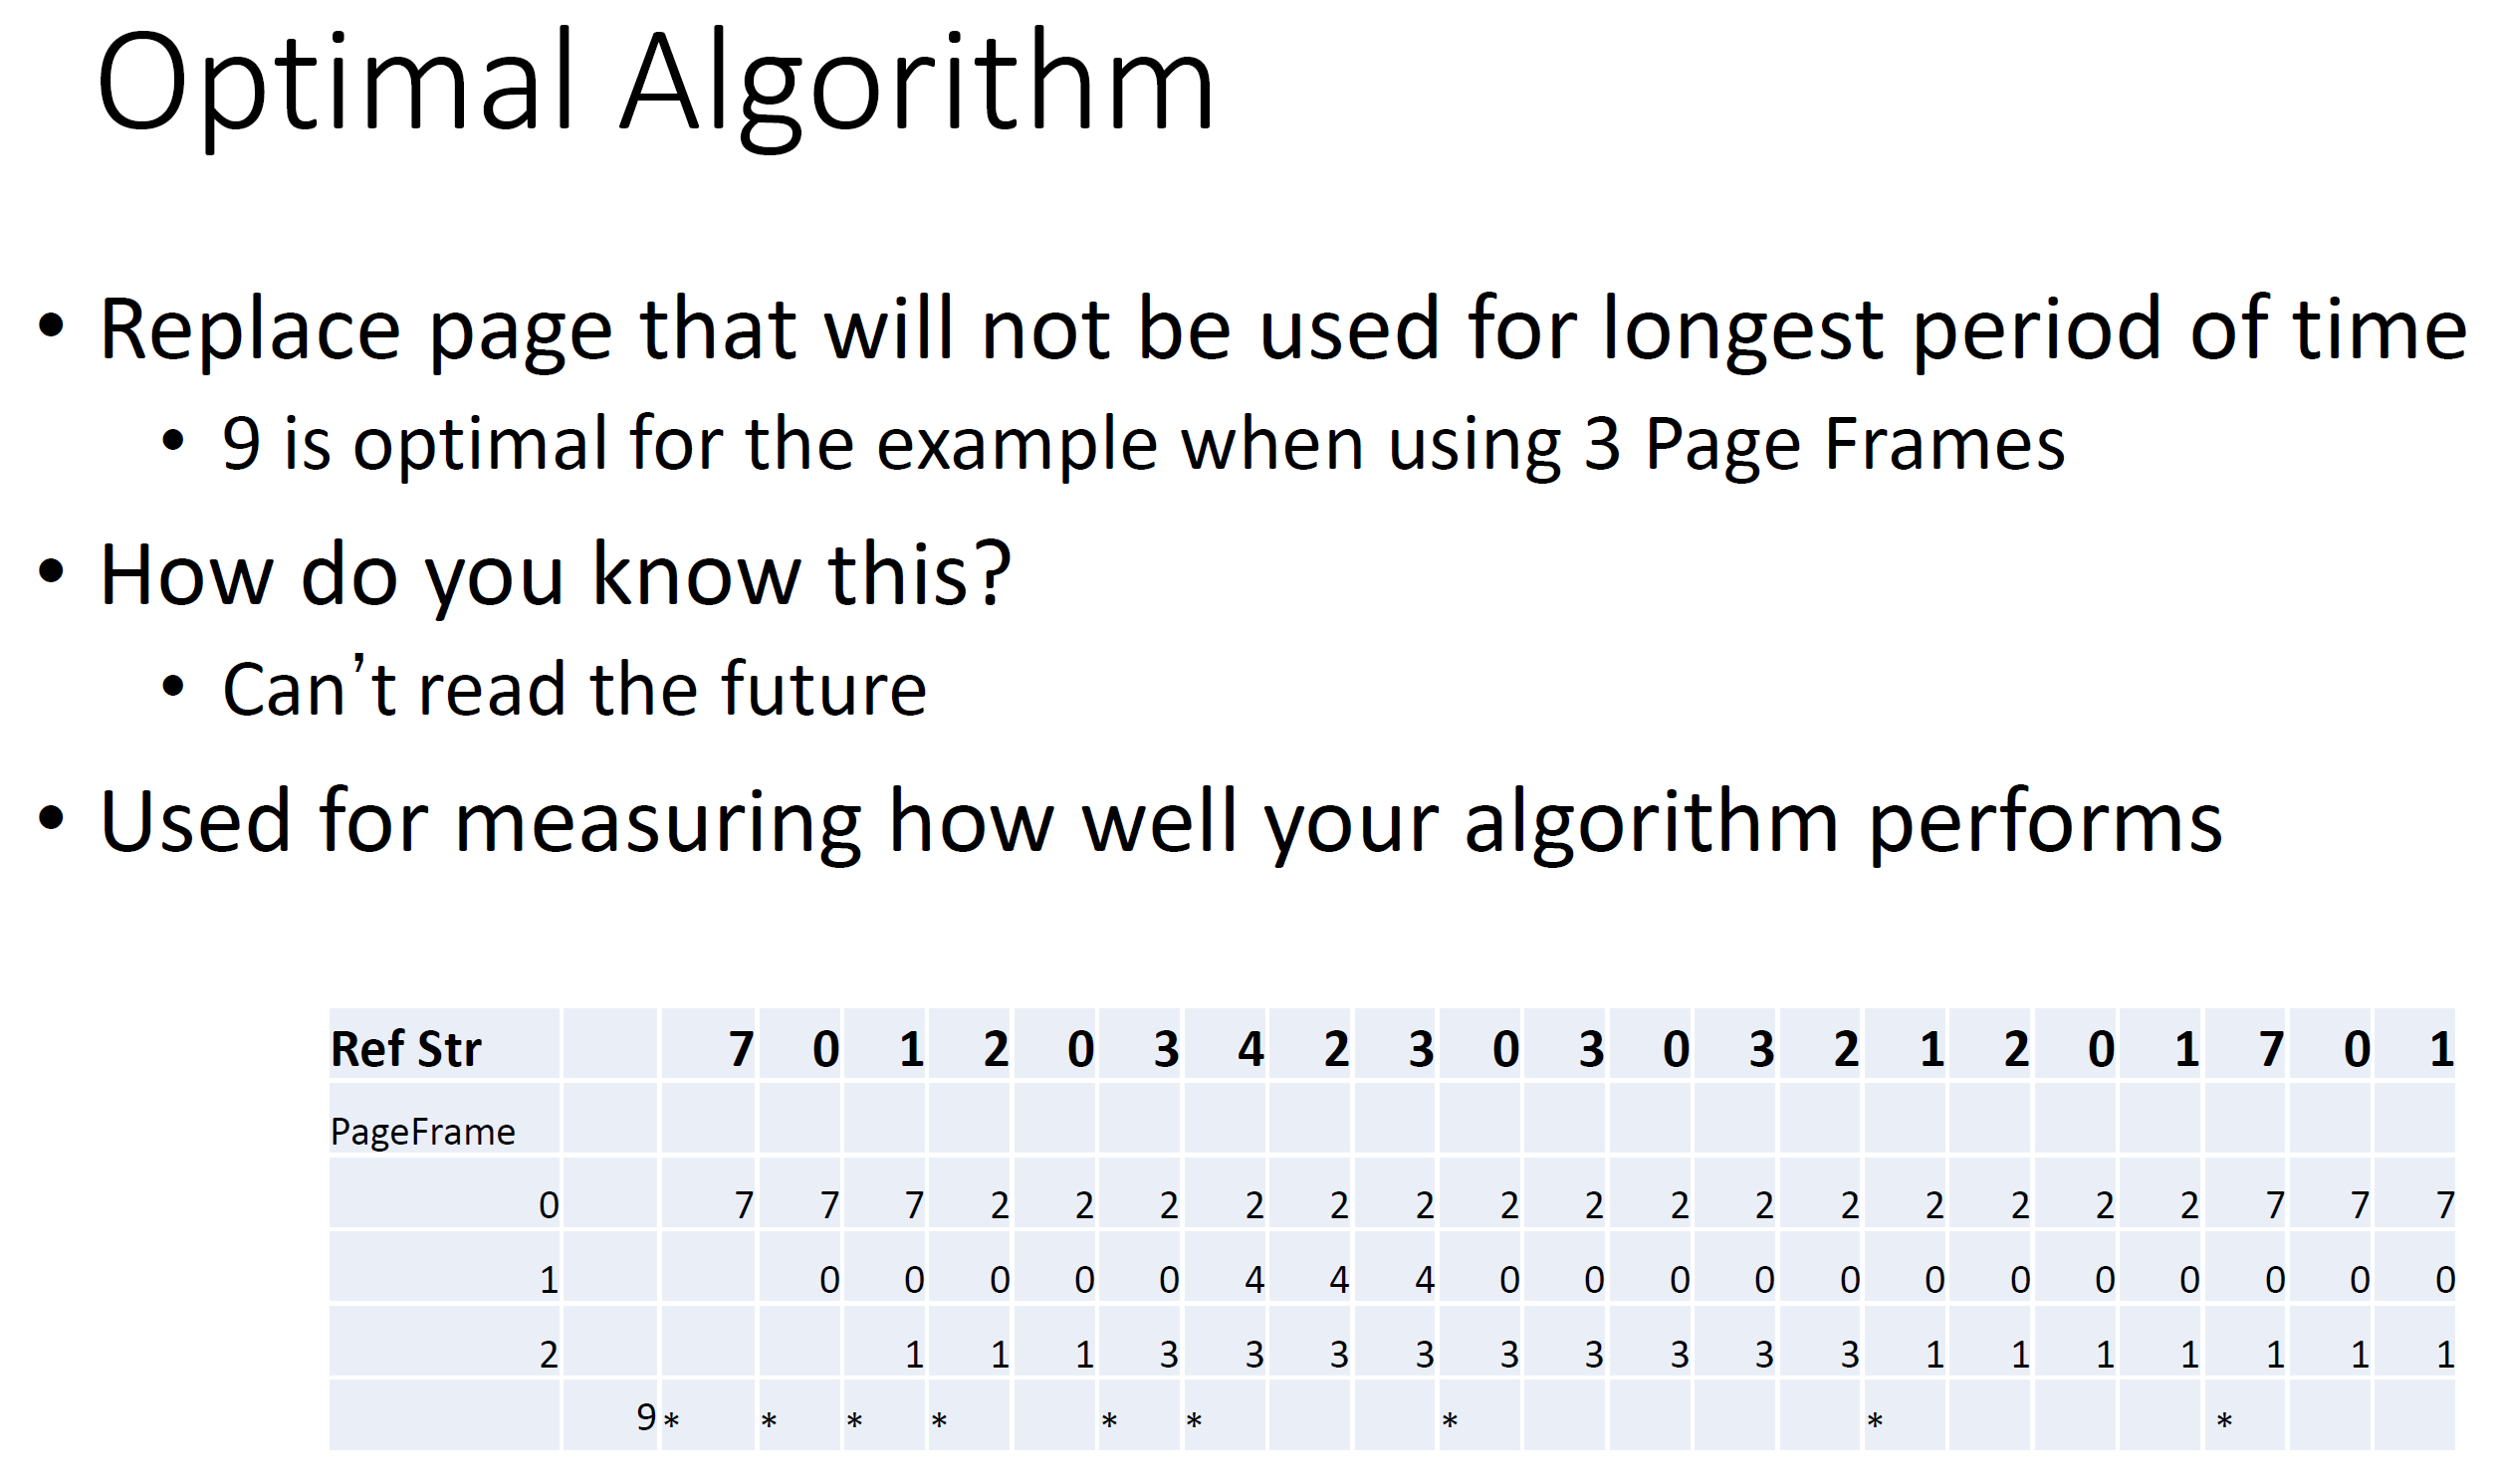 Optimal Algorithm
• Replace page that will not be used for longest period of time
• 9 is optimal for the example when using 3 Page Frames
• How do you know this?
• Can’t read the future
• Used for measuring how well your algorithm performs
Ref Str 7 0 1 2 0 3 4 2 3 0 3 0 3 2 1 2 0 1 7 0 1
PageFrame
0 7 7 7 2 2 2 2 2 2 2 2 2 2 2 2 2 2 2 7 7 7
1 0 0 0 0 0 4 4 4 0 0 0 0 0 0 0 0 0 0 0 0
2 1 1 1 3 3 3 3 3 3 3 3 3 1 1 1 1 1 1 1
9 * * * * * * * * *